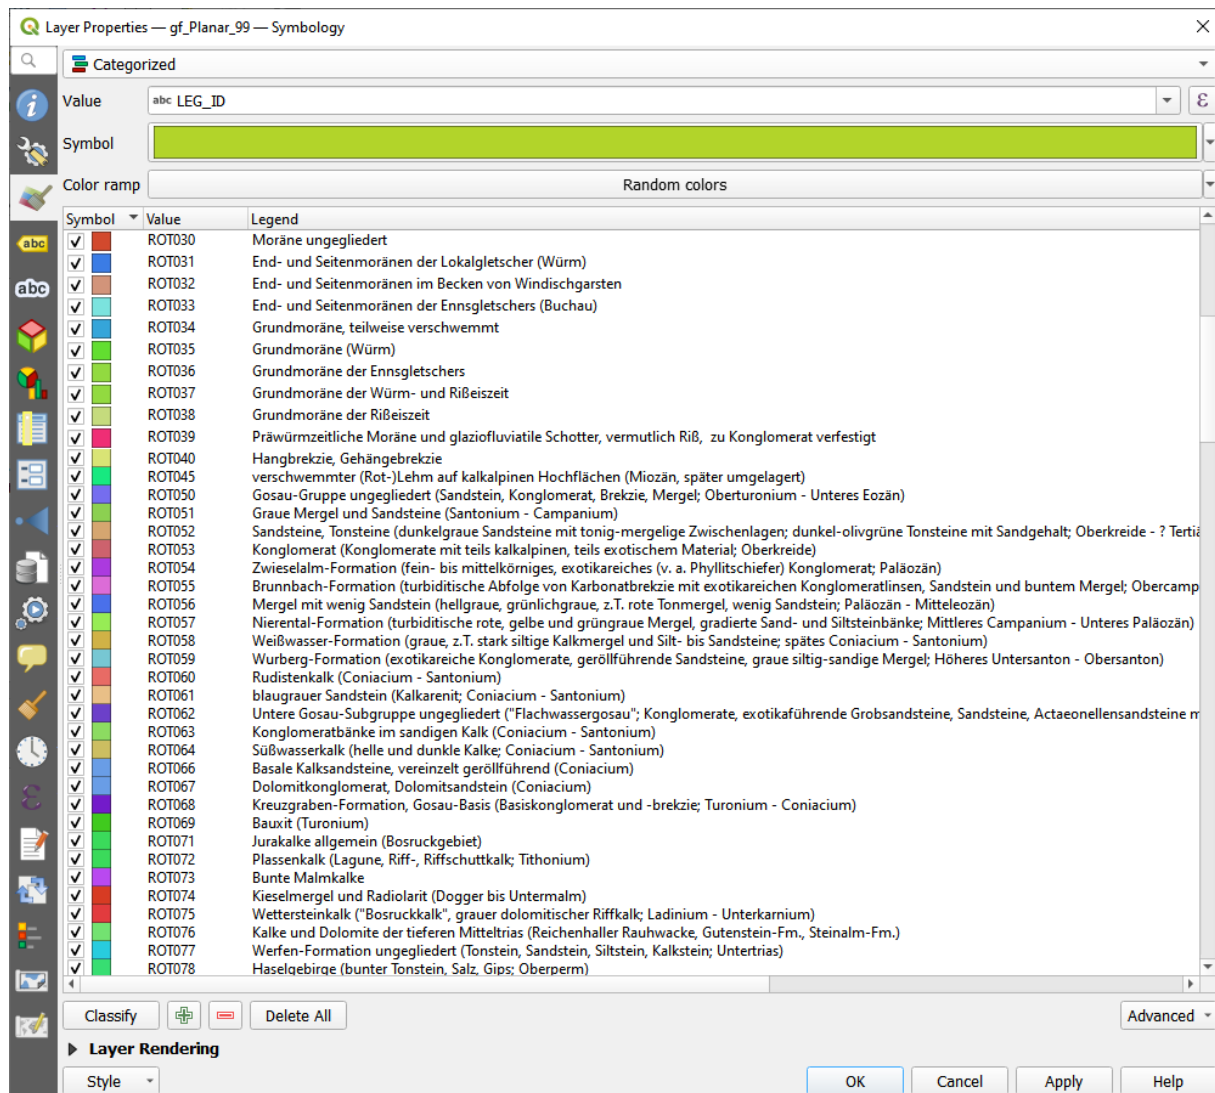 Layer Properties — gf_Planar_99 — Symbology
Categorized
Value abc LEG_ID ε
Symbol
Color ramp Random colors
Symbol Value Legend
ROT030 Moräne ungegliedert
ROT031 End- und Seitenmoränen der Lokalgletscher (Würm)
ROT032 End- und Seitenmoränen im Becken von Windischgarsten
ROT033 End- und Seitenmoränen der Ennsgletschers (Buchau)
ROT034 Grundmoräne, teilweise verschwemmt
ROT035 Grundmoräne (Würm)
ROT036 Grundmoräne der Ennsgletschers
ROT037 Grundmoräne der Würm- und Rißeiszeit
ROT038 Grundmoräne der Rißeiszeit
ROT039 Präwürmzeitliche Moräne und glaziofluviatile Schotter, vermutlich Riß, zu Konglomerat verfestigt
ROT040 Hangbrekzie, Gehängebrekzie
ROT045 verschwemmter (Rot-)Lehm auf kalkalpinen Hochflächen (Miozän, später umgelagert)
ROT050 Gosau-Gruppe ungegliedert (Sandstein, Konglomerat, Brekzie, Mergel; Oberturonium - Unteres Eozän)
ROT051 Graue Mergel und Sandsteine (Santonium - Campanium)
ROT052 Sandsteine, Tonsteine (dunkelgraue Sandsteine mit tonig-mergelige Zwischenlagen; dunkel-olivgrüne Tonsteine mit Sandgehalt; Oberkreide - ? Tertiä
ROT053 Konglomerat (Konglomerate mit teils kalkalpinen, teils exotischem Material; Oberkreide)
ROT054 Zwieselalm-Formation (fein- bis mittelkörniges, exotikareiches (v. a. Phyllitschiefer) Konglomerat; Paläozän)
ROT055 Brunnbach-Formation (turbiditische Abfolge von Karbonatbrekzie mit exotikareichen Konglomeratlinsen, Sandstein und buntem Mergel; Obercamp
ROT056 Mergel mit wenig Sandstein (hellgraue, grünlichgraue, z.T. rote Tonmergel, wenig Sandstein; Paläozän - Mitteleozän)
ROT057 Nierental-Formation (turbiditische rote, gelbe und grüngraue Mergel, gradierte Sand- und Siltsteinbänke; Mittleres Campanium - Unteres Paläozän)
ROT058 Weißwasser-Formation (graue, z.T. stark siltige Kalkmergel und Silt- bis Sandsteine; spätes Coniacium - Santonium)
ROT059 Wurberg-Formation (exotikareiche Konglomerate, geröllführende Sandsteine, graue siltig-sandige Mergel; Höheres Untersanton - Obersanton)
ROT060 Rudistenkalk (Coniacium - Santonium)
ROT061 blaugrauer Sandstein (Kalkarenit; Coniacium - Santonium)
ROT062 Untere Gosau-Subgruppe ungegliedert ("Flachwassergosau"; Konglomerate, exotikaführende Grobsandsteine, Sandsteine, Actaeonellensandsteine m
ROT063 Konglomeratbänke im sandigen Kalk (Coniacium - Santonium)
ROT064 Süßwasserkalk (helle und dunkle Kalke; Coniacium - Santonium)
ROT066 Basale Kalksandsteine, vereinzelt geröllführend (Coniacium)
ROT067 Dolomitkonglomerat, Dolomitsandstein (Coniacium)
ROT068 Kreuzgraben-Formation, Gosau-Basis (Basiskonglomerat und -brekzie; Turonium - Coniacium)
ROT069 Bauxit (Turonium)
ROT071 Jurakalke allgemein (Bosruckgebiet)
ROT072 Plassenkalk (Lagune, Riff-, Riffschuttkalk; Tithonium)
ROT073 Bunte Malmkalke
ROT074 Kieselmergel und Radiolarit (Dogger bis Untermalm)
ROT075 Wettersteinkalk ("Bosruckkalk", grauer dolomitischer Riffkalk; Ladinium - Unterkarnium)
ROT076 Kalke und Dolomite der tieferen Mitteltrias (Reichenhaller Rauhwacke, Gutenstein-Fm., Steinalm-Fm.)
ROT077 Werfen-Formation ungegliedert (Tonstein, Sandstein, Siltstein, Kalkstein; Untertrias)
ROT078 Haselgebirge (bunter Tonstein, Salz, Gips; Oberperm)
Classify Delete All Advanced
Layer Rendering
Style OK Cancel Apply Help